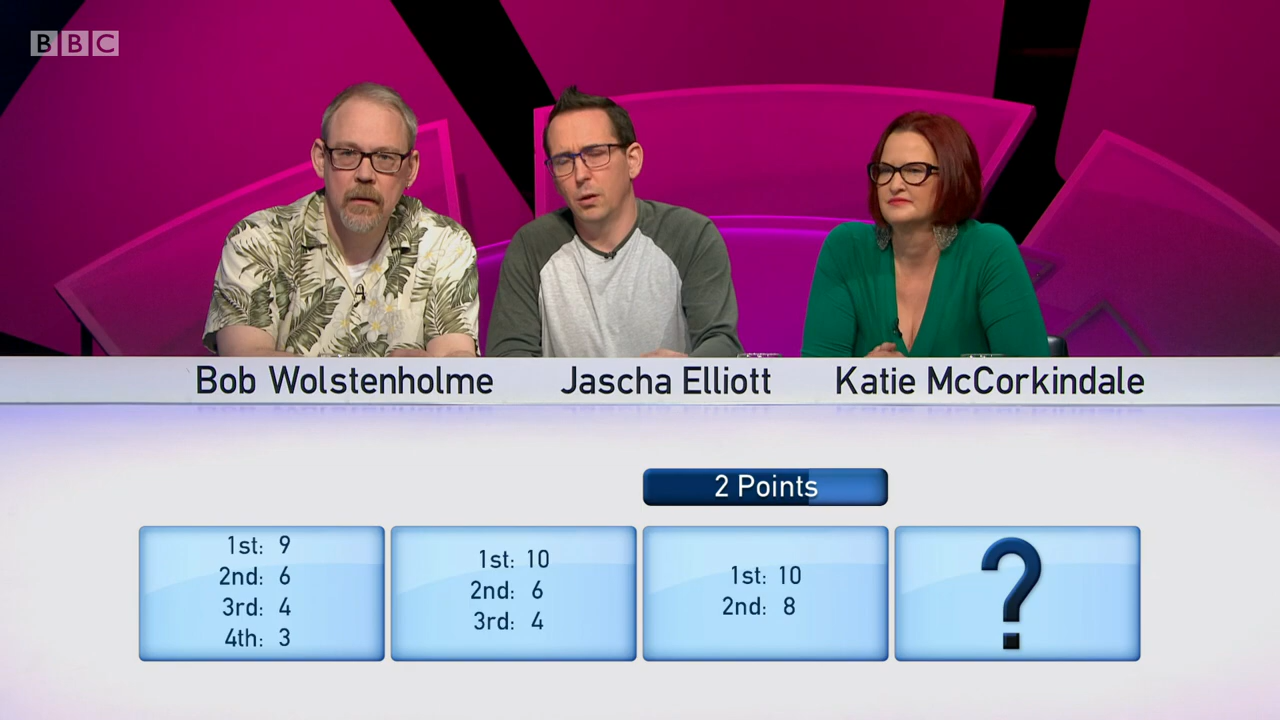 BBC
Bob Wolstenholme
Jascha Elliott
Katie McCorkindale
2 Points
1st: 9
2nd: 6
3rd: 4
4th: 3
1st: 10
2nd: 6
3rd: 4
1st: 10
2nd: 8
?